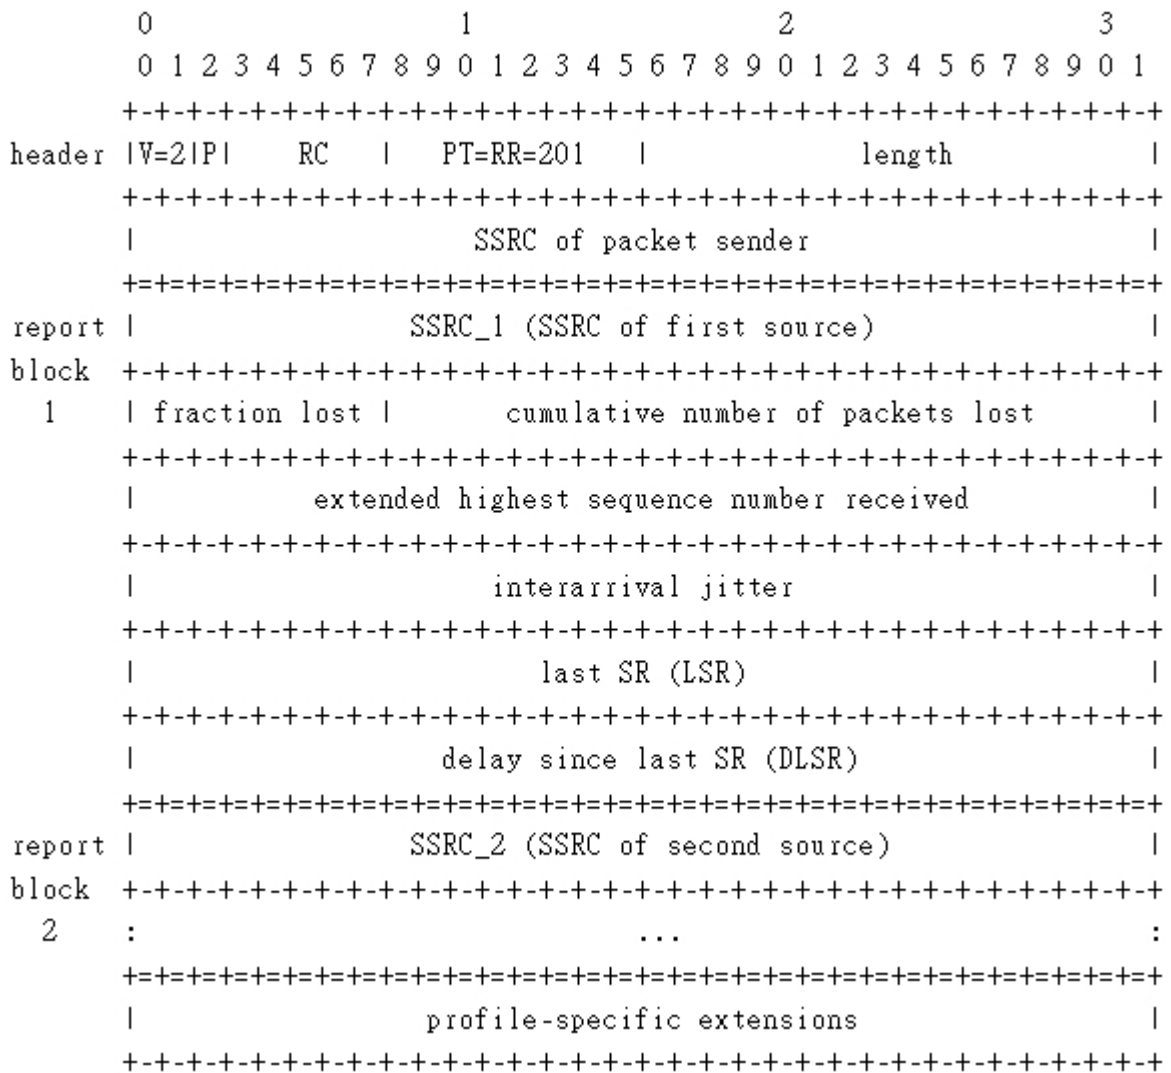 0                   1                   2                   3
0 1 2 3 4 5 6 7 8 9 0 1 2 3 4 5 6 7 8 9 0 1 2 3 4 5 6 7 8 9 0 1
+-+-+-+-+-+-+-+-+-+-+-+-+-+-+-+-+-+-+-+-+-+-+-+-+-+-+-+-+-+-+-+-+
header |V=2|P|    RC   |   PT=RR=201   |             length            |
+-+-+-+-+-+-+-+-+-+-+-+-+-+-+-+-+-+-+-+-+-+-+-+-+-+-+-+-+-+-+-+-+
|                     SSRC of packet sender                     |
+=+=+=+=+=+=+=+=+=+=+=+=+=+=+=+=+=+=+=+=+=+=+=+=+=+=+=+=+=+=+=+=+
report |                 SSRC_1 (SSRC of first source)                 |
block  +-+-+-+-+-+-+-+-+-+-+-+-+-+-+-+-+-+-+-+-+-+-+-+-+-+-+-+-+-+-+-+-+
1    | fraction lost |       cumulative number of packets lost       |
+-+-+-+-+-+-+-+-+-+-+-+-+-+-+-+-+-+-+-+-+-+-+-+-+-+-+-+-+-+-+-+-+
|           extended highest sequence number received           |
+-+-+-+-+-+-+-+-+-+-+-+-+-+-+-+-+-+-+-+-+-+-+-+-+-+-+-+-+-+-+-+-+
|                      interarrival jitter                      |
+-+-+-+-+-+-+-+-+-+-+-+-+-+-+-+-+-+-+-+-+-+-+-+-+-+-+-+-+-+-+-+-+
|                         last SR (LSR)                         |
+-+-+-+-+-+-+-+-+-+-+-+-+-+-+-+-+-+-+-+-+-+-+-+-+-+-+-+-+-+-+-+-+
|                   delay since last SR (DLSR)                  |
+=+=+=+=+=+=+=+=+=+=+=+=+=+=+=+=+=+=+=+=+=+=+=+=+=+=+=+=+=+=+=+=+
report |                 SSRC_2 (SSRC of second source)                |
block  +-+-+-+-+-+-+-+-+-+-+-+-+-+-+-+-+-+-+-+-+-+-+-+-+-+-+-+-+-+-+-+-+
2    :                               ...                             :
+=+=+=+=+=+=+=+=+=+=+=+=+=+=+=+=+=+=+=+=+=+=+=+=+=+=+=+=+=+=+=+=+
|                  profile-specific extensions                  |
+-+-+-+-+-+-+-+-+-+-+-+-+-+-+-+-+-+-+-+-+-+-+-+-+-+-+-+-+-+-+-+-+